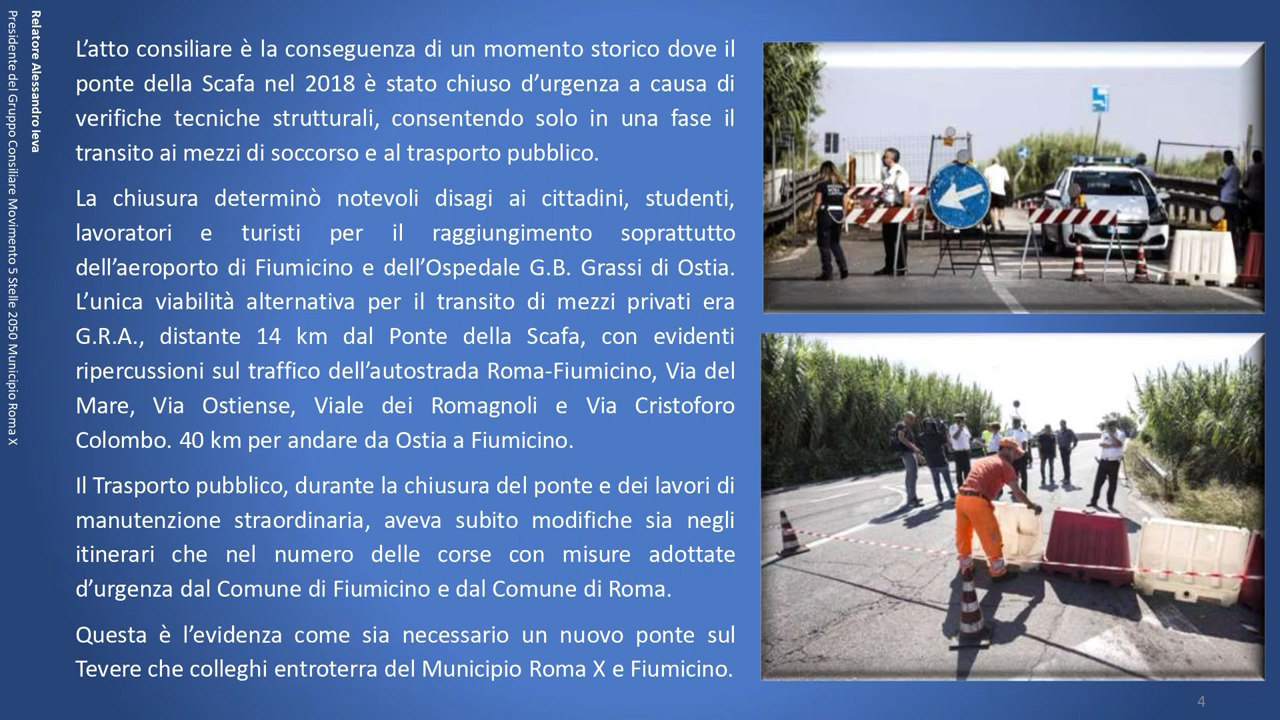 Relatore Alessandro Ieva
Presidente del Gruppo Consiliare Movimento 5 Stelle 2050 Municipio Roma X
L’atto consiliare è la conseguenza di un momento storico dove il
ponte della Scafa nel 2018 è stato chiuso d’urgenza a causa di
verifiche tecniche strutturali, consentendo solo in una fase il
transito ai mezzi di soccorso e al trasporto pubblico.
La chiusura determinò notevoli disagi ai cittadini, studenti,
lavoratori e turisti per il raggiungimento soprattutto
dell’aeroporto di Fiumicino e dell’Ospedale G.B. Grassi di Ostia.
L’unica viabilità alternativa per il transito di mezzi privati era
G.R.A., distante 14 km dal Ponte della Scafa, con evidenti
ripercussioni sul traffico dell’autostrada Roma-Fiumicino, Via del
Mare, Via Ostiense, Viale dei Romagnoli e Via Cristoforo
Colombo. 40 km per andare da Ostia a Fiumicino.
Il Trasporto pubblico, durante la chiusura del ponte e dei lavori di
manutenzione straordinaria, aveva subito modifiche sia negli
itinerari che nel numero delle corse con misure adottate
d’urgenza dal Comune di Fiumicino e dal Comune di Roma.
Questa è l’evidenza come sia necessario un nuovo ponte sul
Tevere che colleghi entroterra del Municipio Roma X e Fiumicino.
4